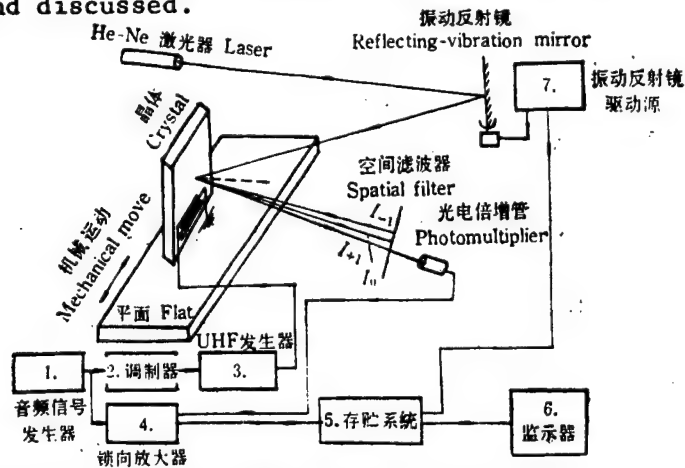 nd discussed.
He-Ne 激光器 Laser
振动反射镜
Reflecting-vibration mirror
7.
振动反射镜
驱动源
晶体
Crystal
空间滤波器
Spatial filter
光电倍增管
Photomultiplier
I-1
I+1
I0
机械运动
Mechanical move
平面 Flat
UHF发生器
1.
2.调制器
3.
音频信号
发生器
4.
锁向放大器
5.存贮系统
6.
监示器